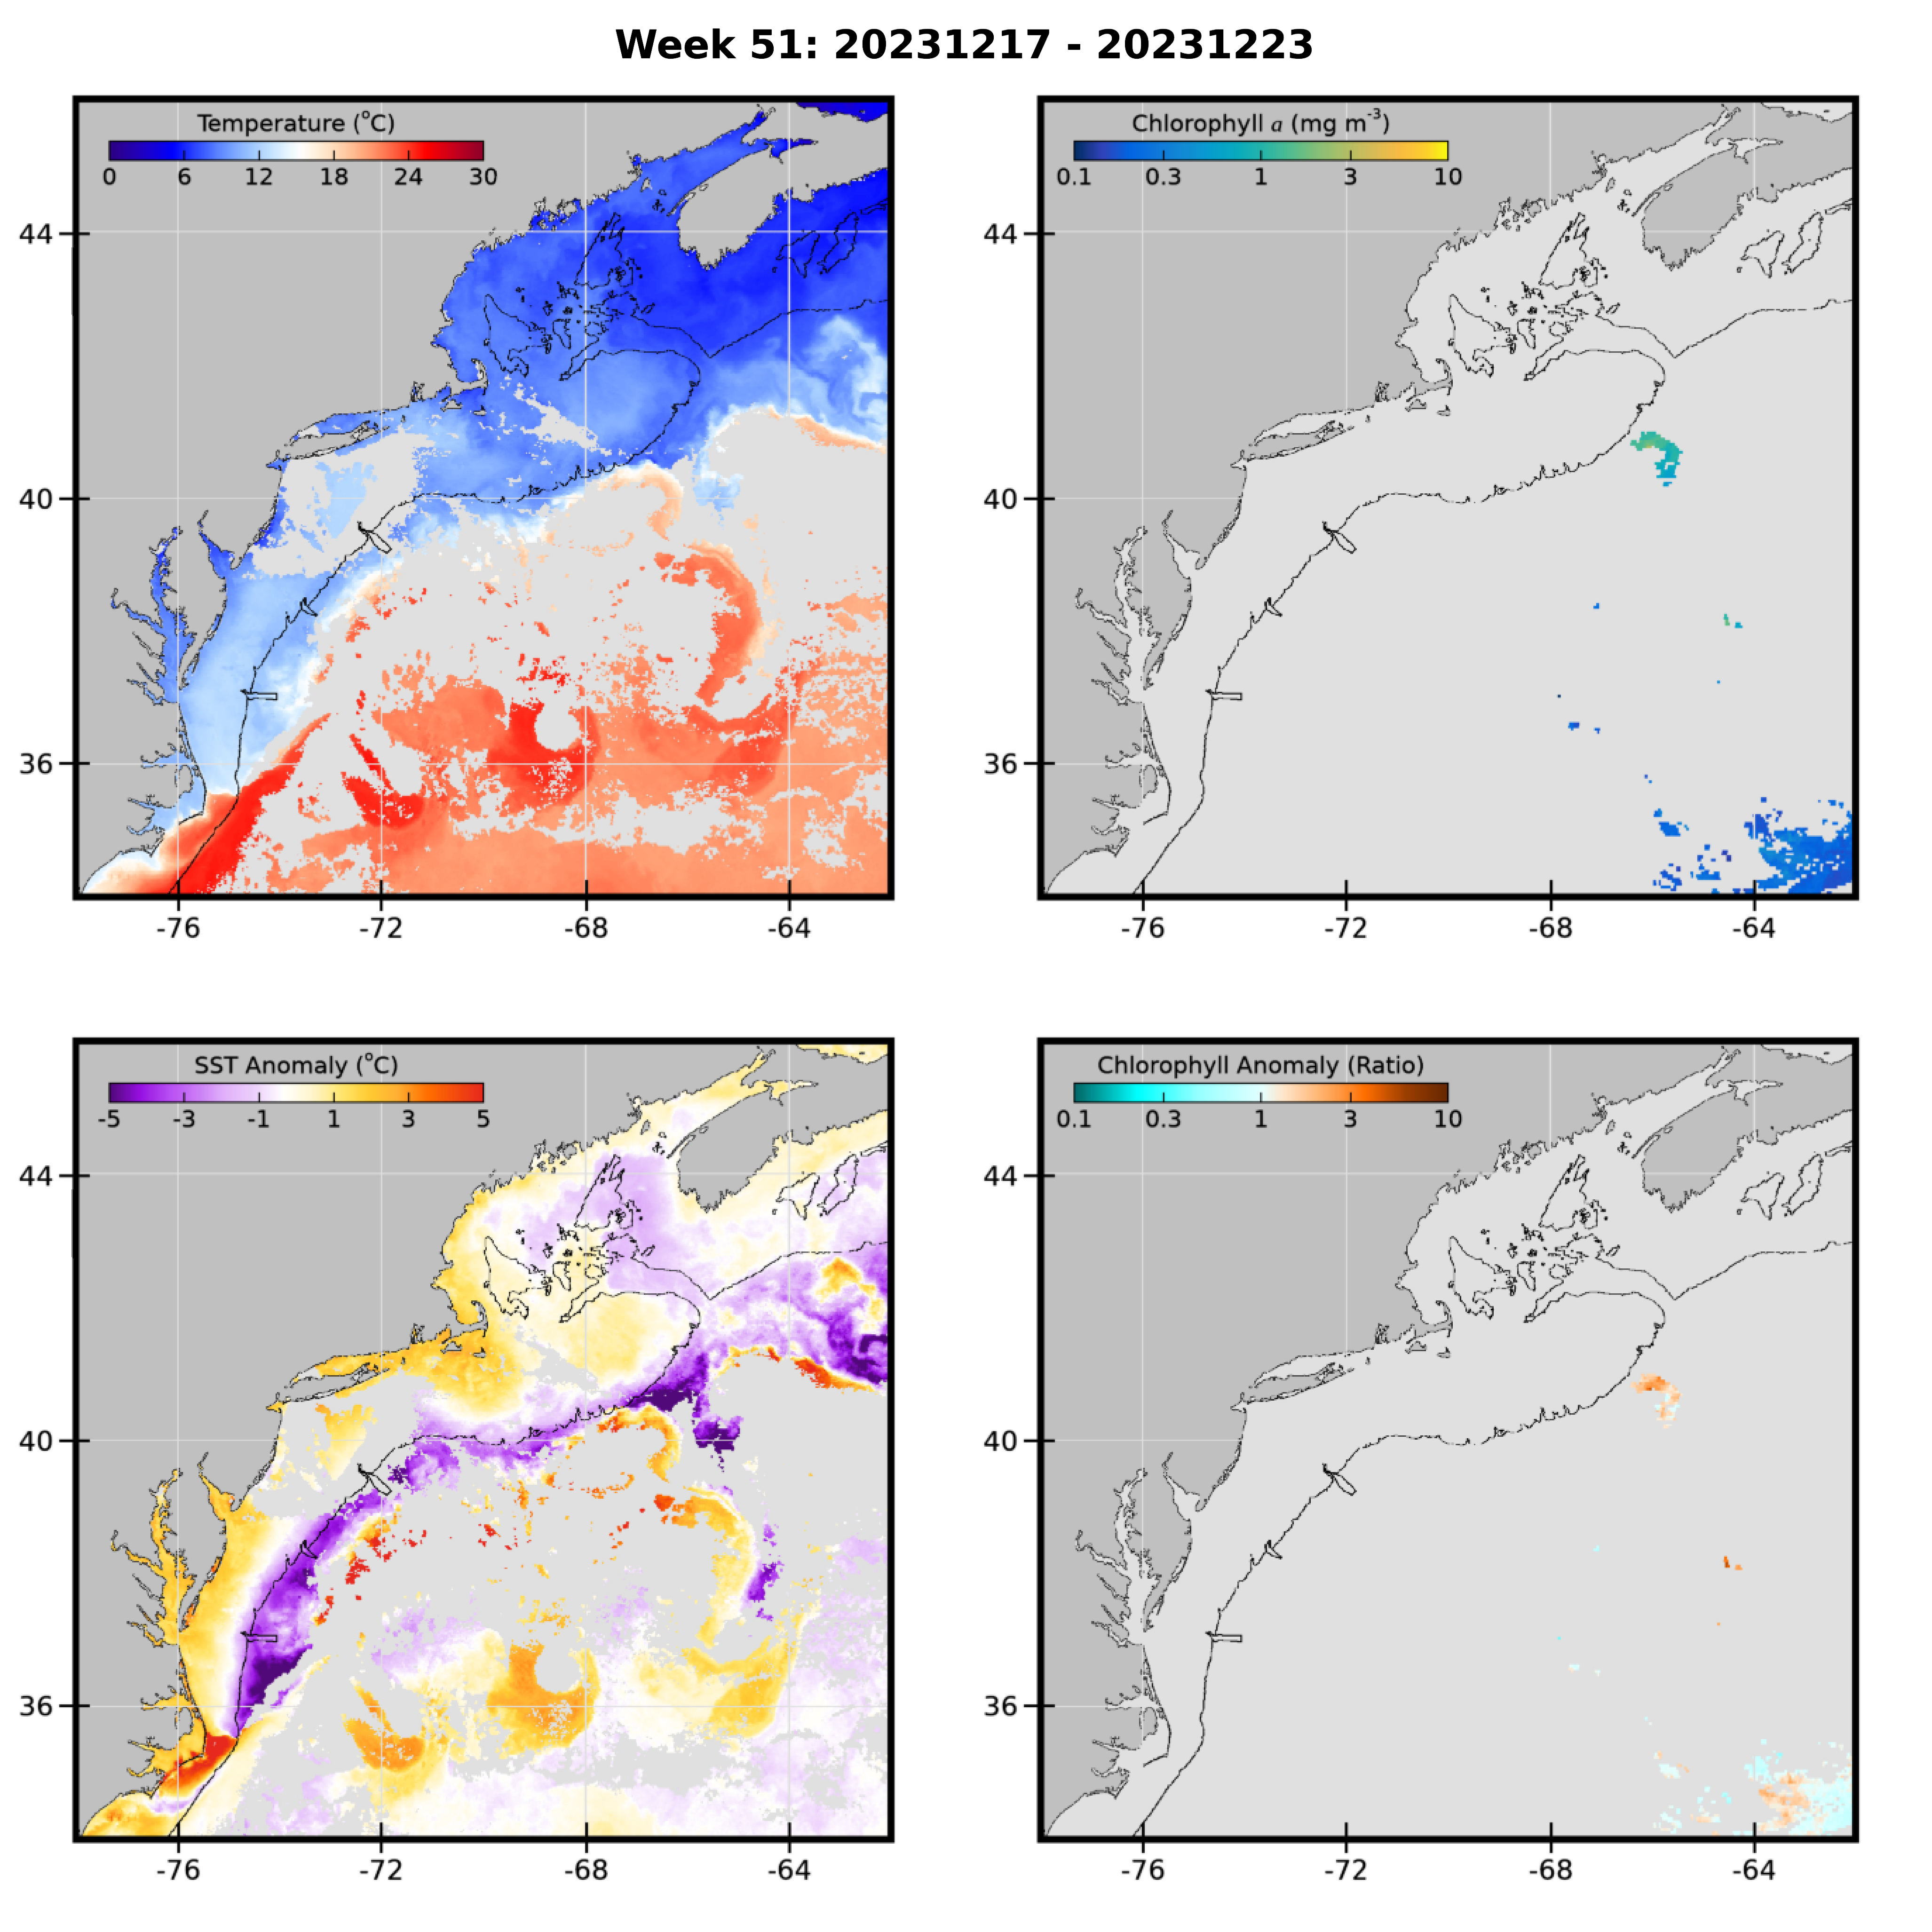 Week 51: 20231217 - 20231223
Temperature (°C)
0 6 12 18 24 30
44
40
36
-76 -72 -68 -64
Chlorophyll a (mg m⁻³)
0.1 0.3 1 3 10
44
40
36
-76 -72 -68 -64
SST Anomaly (°C)
-5 -3 -1 1 3 5
44
40
36
-76 -72 -68 -64
Chlorophyll Anomaly (Ratio)
0.1 0.3 1 3 10
44
40
36
-76 -72 -68 -64